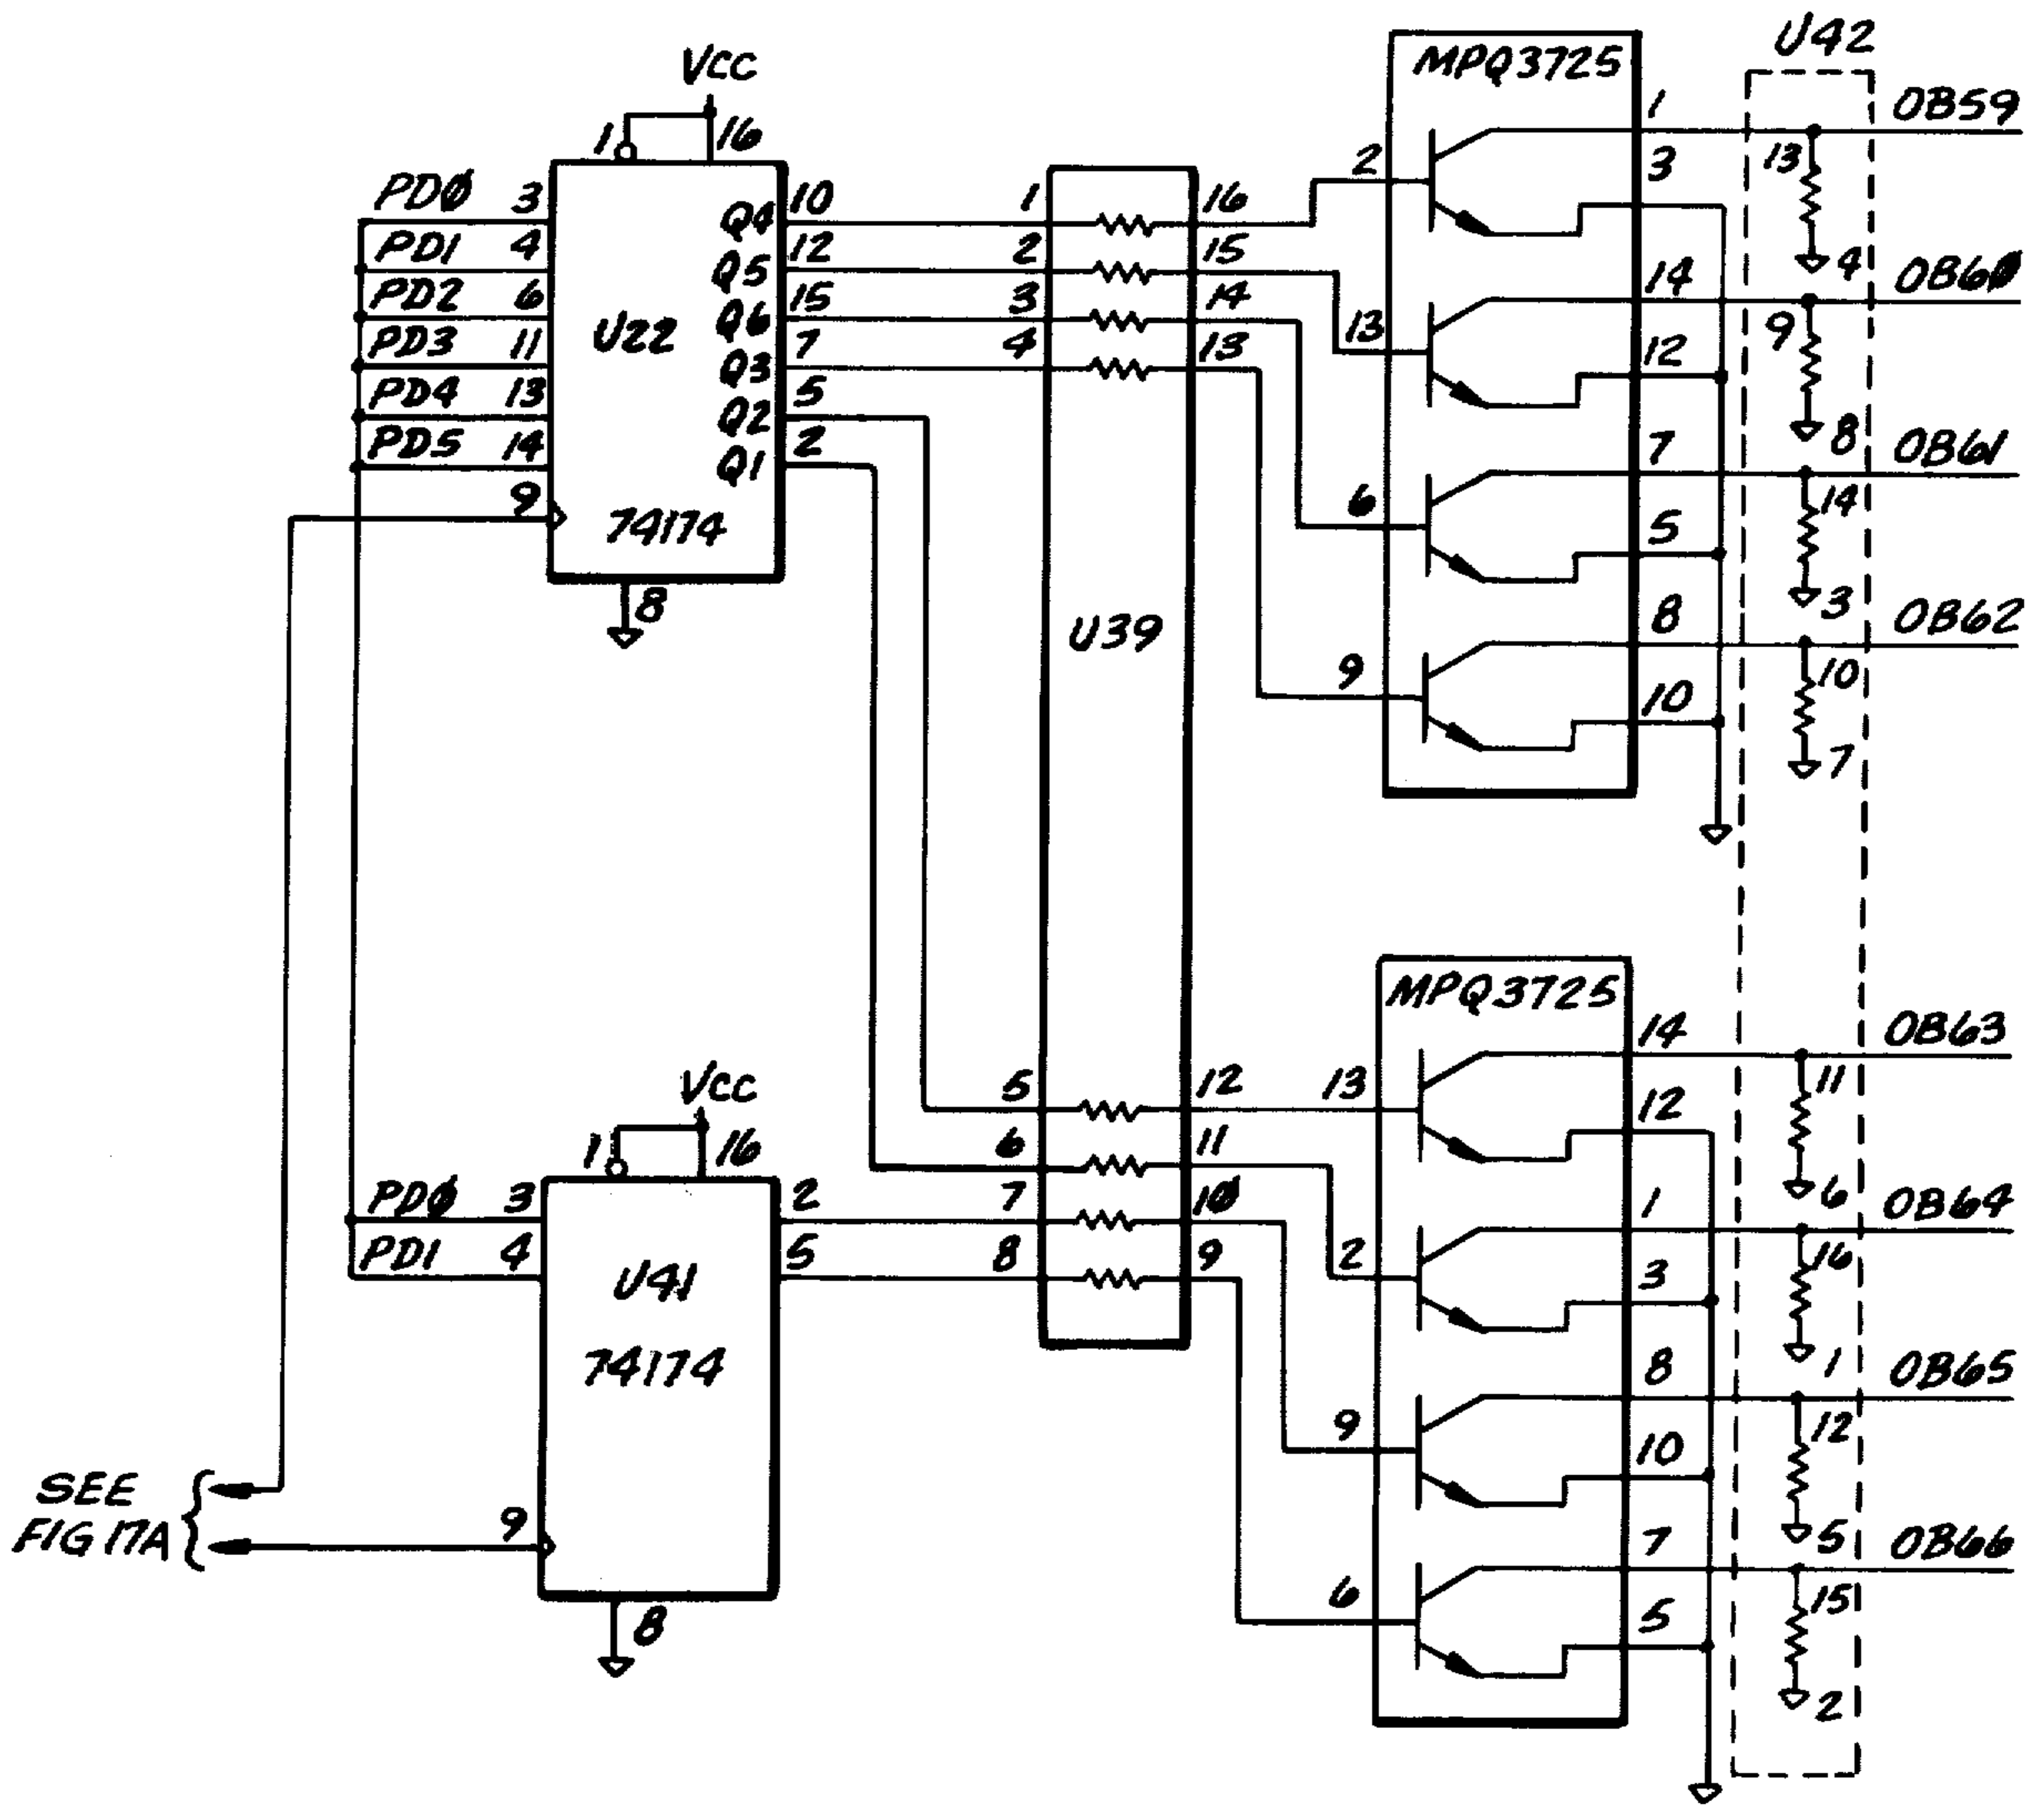 VCC
1 16
PDØ 3
PD1 4
PD2 6
PD3 11
PD4 13
PD5 14
9
U22
74174
8
Q4 10
Q5 12
Q6 15
Q3 7
Q2 5
Q1 2
1 16
2 15
3 14
4 13
U39
5 12
6 11
7 1Ø
8 9
VCC
1 16
PDØ 3
PD1 4
U41
74174
2
5
9
8
SEE
FIG 17A
MPQ3725
2 1
3
13 14
12
6 7
5
9 8
10
U42
OB59
13
4
OB6Ø
9
8
OB61
14
3
OB62
10
7
MPQ3725
13 14
12
2 1
3
9 8
10
6 7
5
OB63
11
6
OB64
16
1
OB65
12
5
OB66
15
2